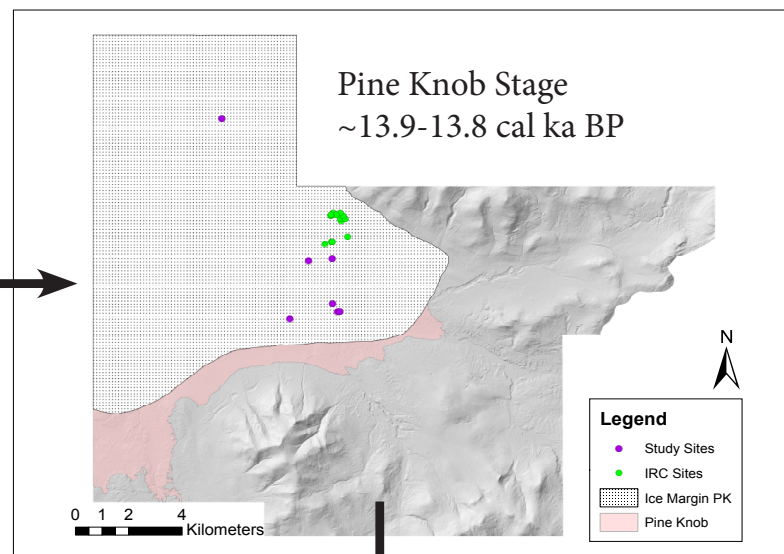 Pine Knob Stage
~13.9-13.8 cal ka BP
N
Legend
Study Sites
IRC Sites
Ice Margin PK
Pine Knob
0 1 2 4
Kilometers